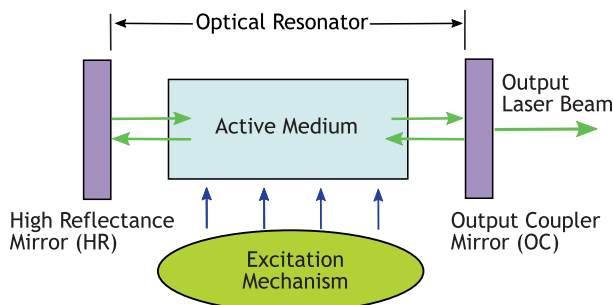 Optical Resonator
Output
Laser Beam
Active Medium
High Reflectance
Mirror (HR)
Output Coupler
Mirror (OC)
Excitation
Mechanism